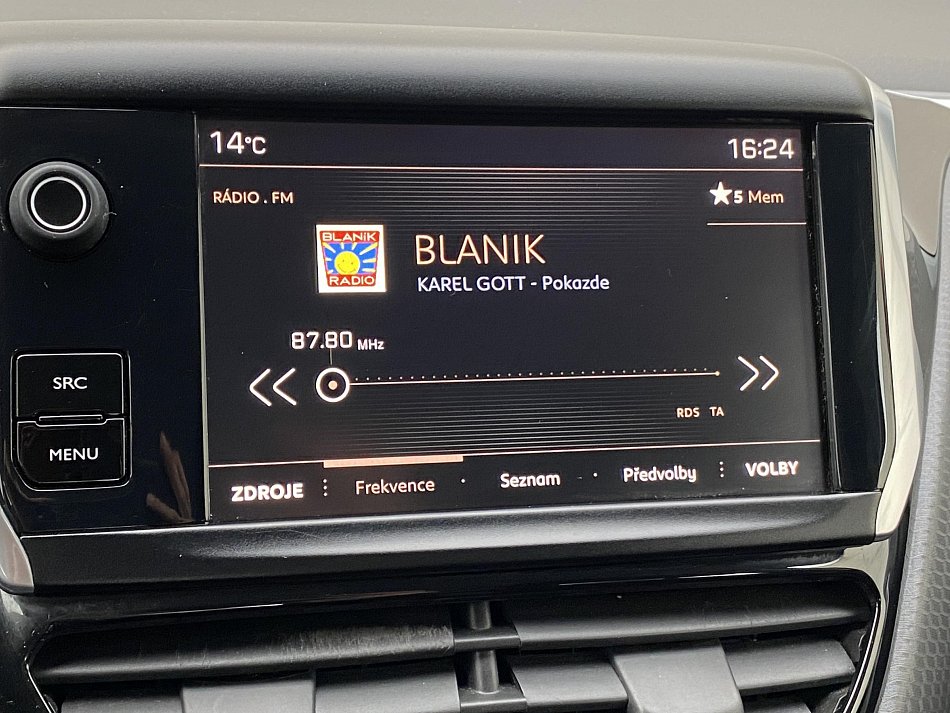 14°C 16:24
RÁDIO . FM ★5 Mem
BLANIK
RADIO
BLANIK
KAREL GOTT - Pokazde
87.80 MHz
SRC
RDS TA
MENU
ZDROJE Frekvence Seznam Předvolby VOLBY